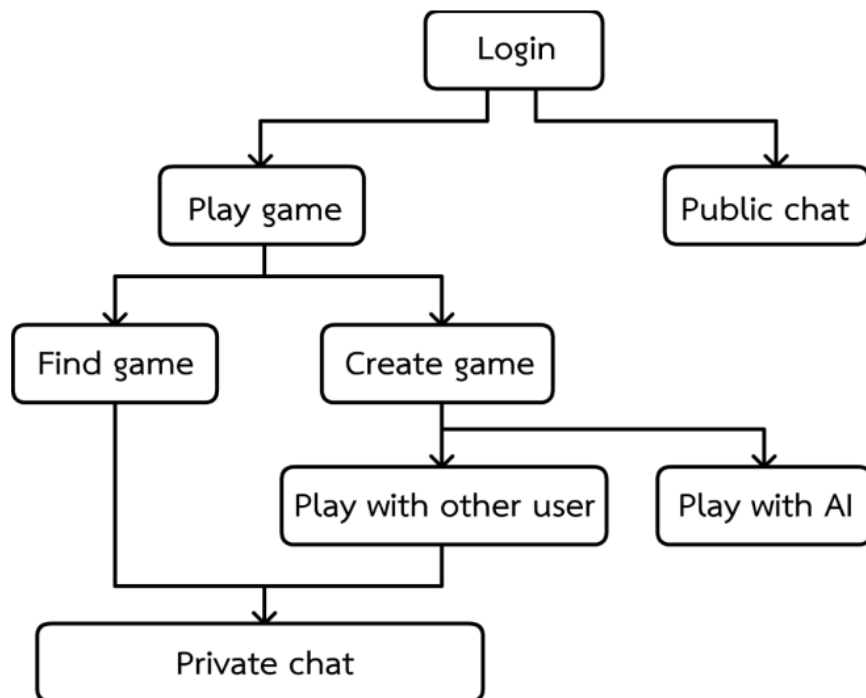 Login
Play game
Public chat
Find game
Create game
Play with other user
Play with AI
Private chat